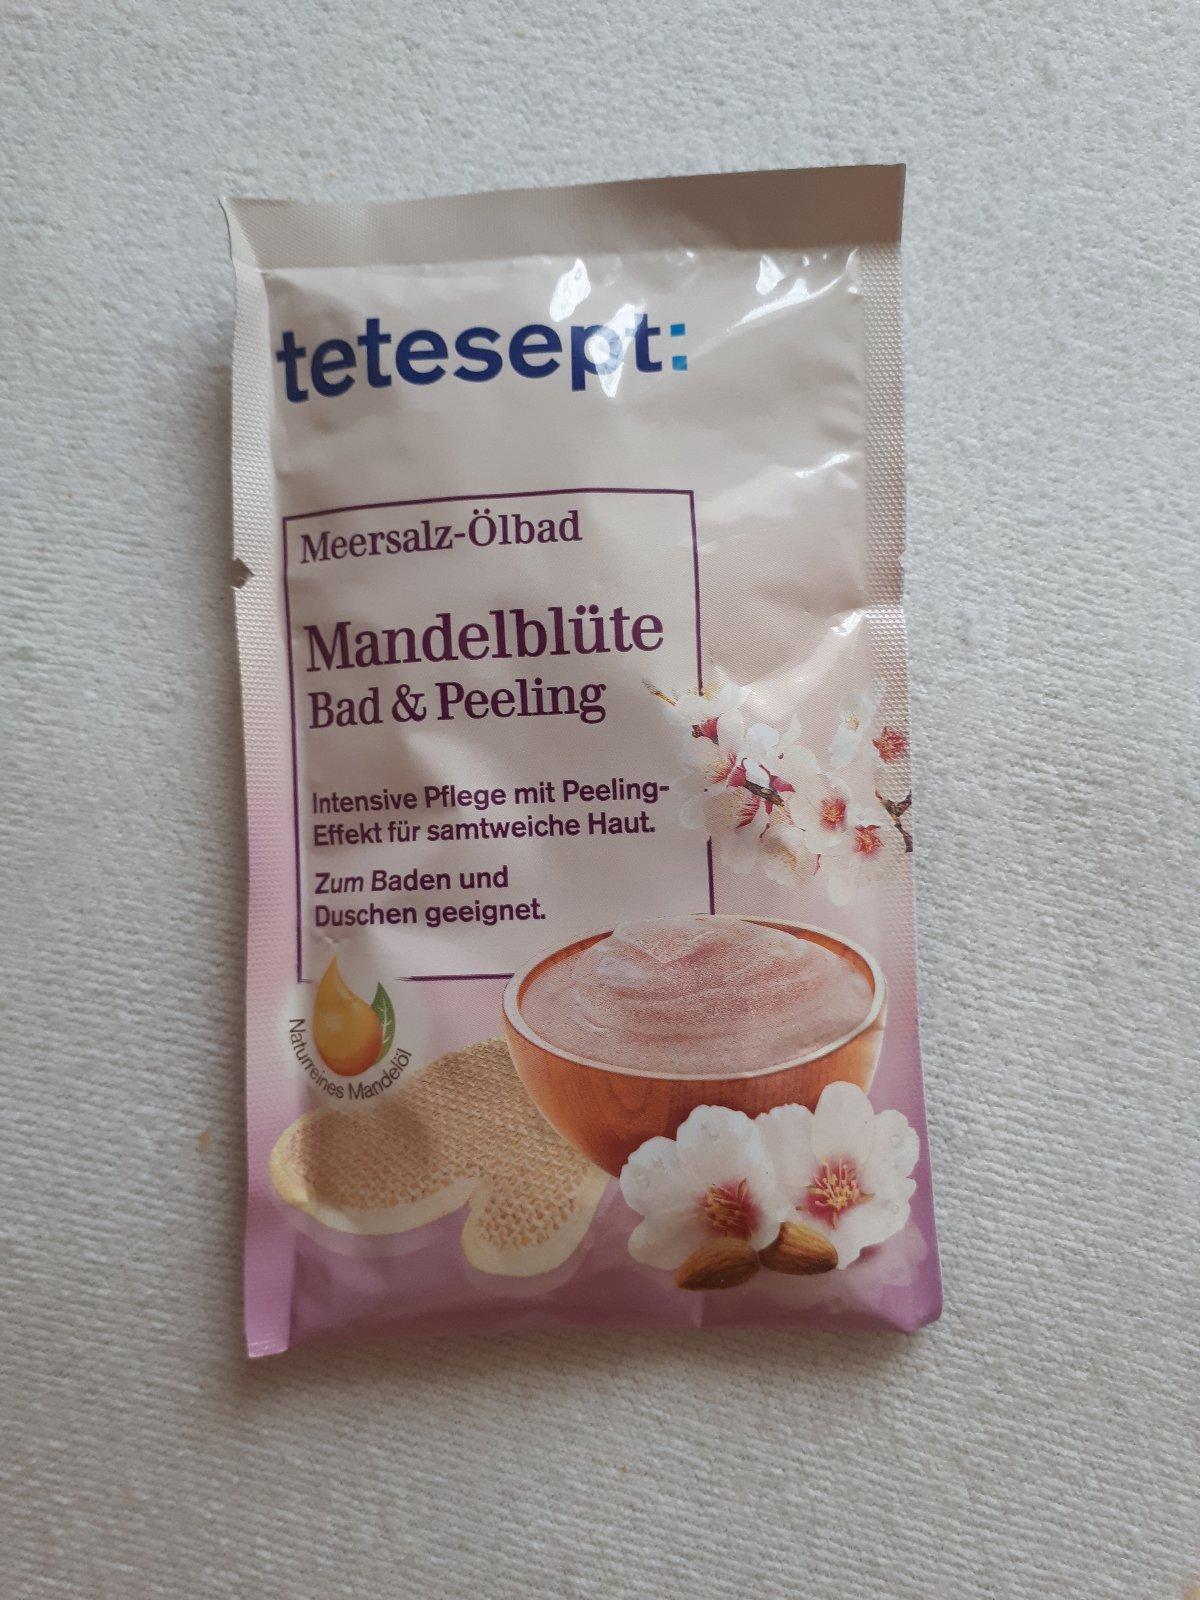 tetesept:
Meersalz-Ölbad
Mandelblüte
Bad & Peeling
Intensive Pflege mit Peeling-
Effekt für samtweiche Haut.
Zum Baden und
Duschen geeignet.
Naturreines Mandelöl